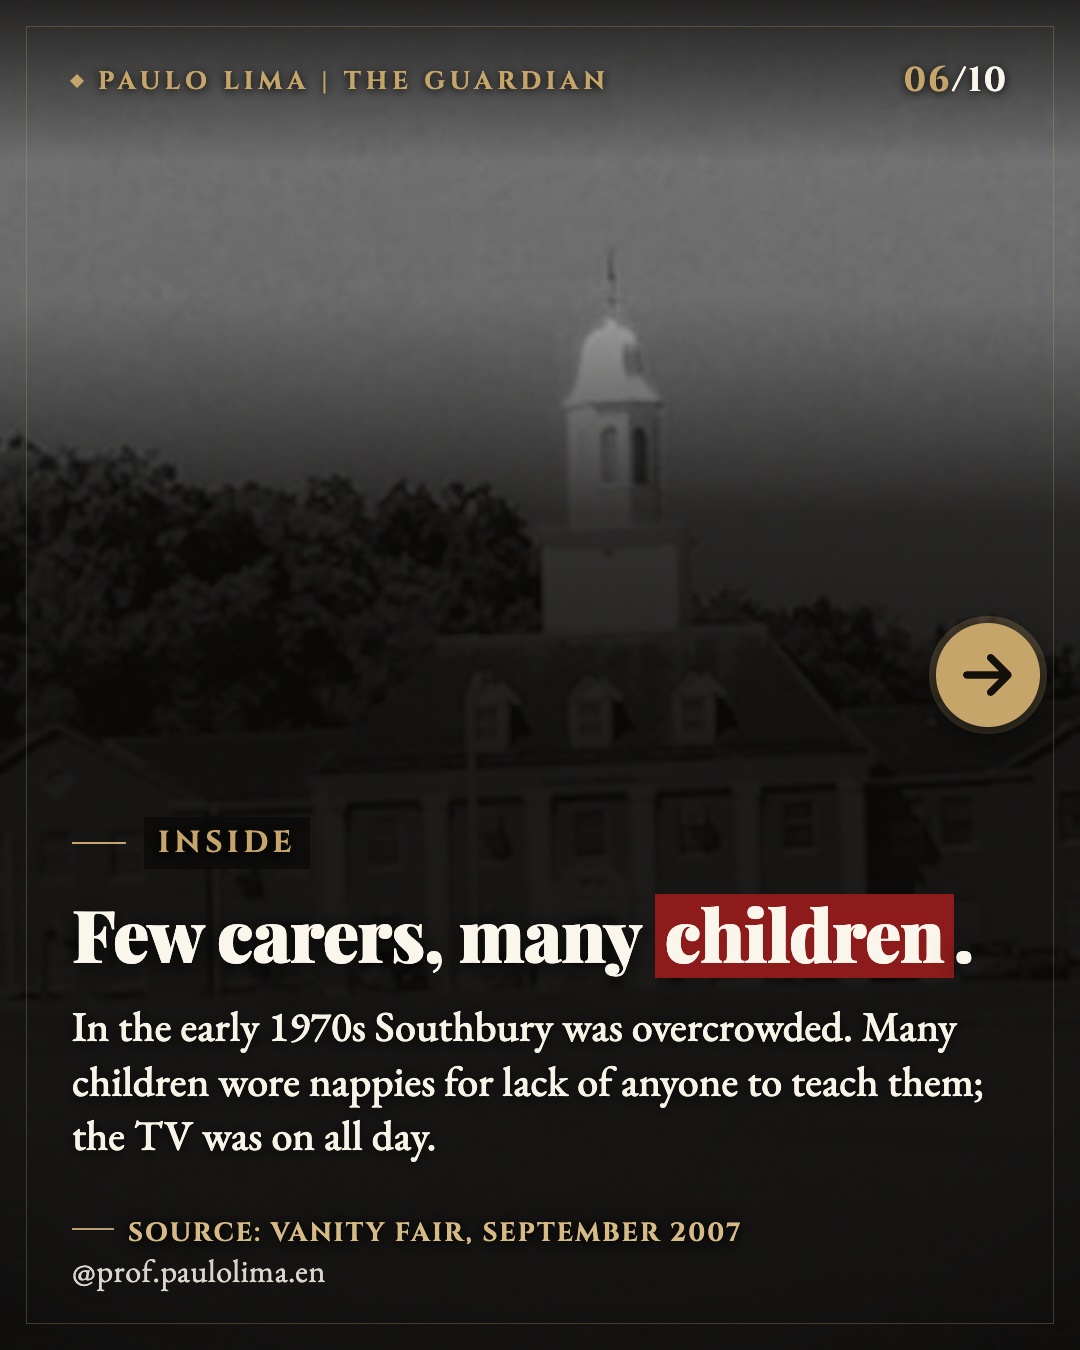 PAULO LIMA | THE GUARDIAN
06/10
INSIDE
Few carers, many children.
In the early 1970s Southbury was overcrowded. Many
children wore nappies for lack of anyone to teach them;
the TV was on all day.
SOURCE: VANITY FAIR, SEPTEMBER 2007
@prof.paulolima.en